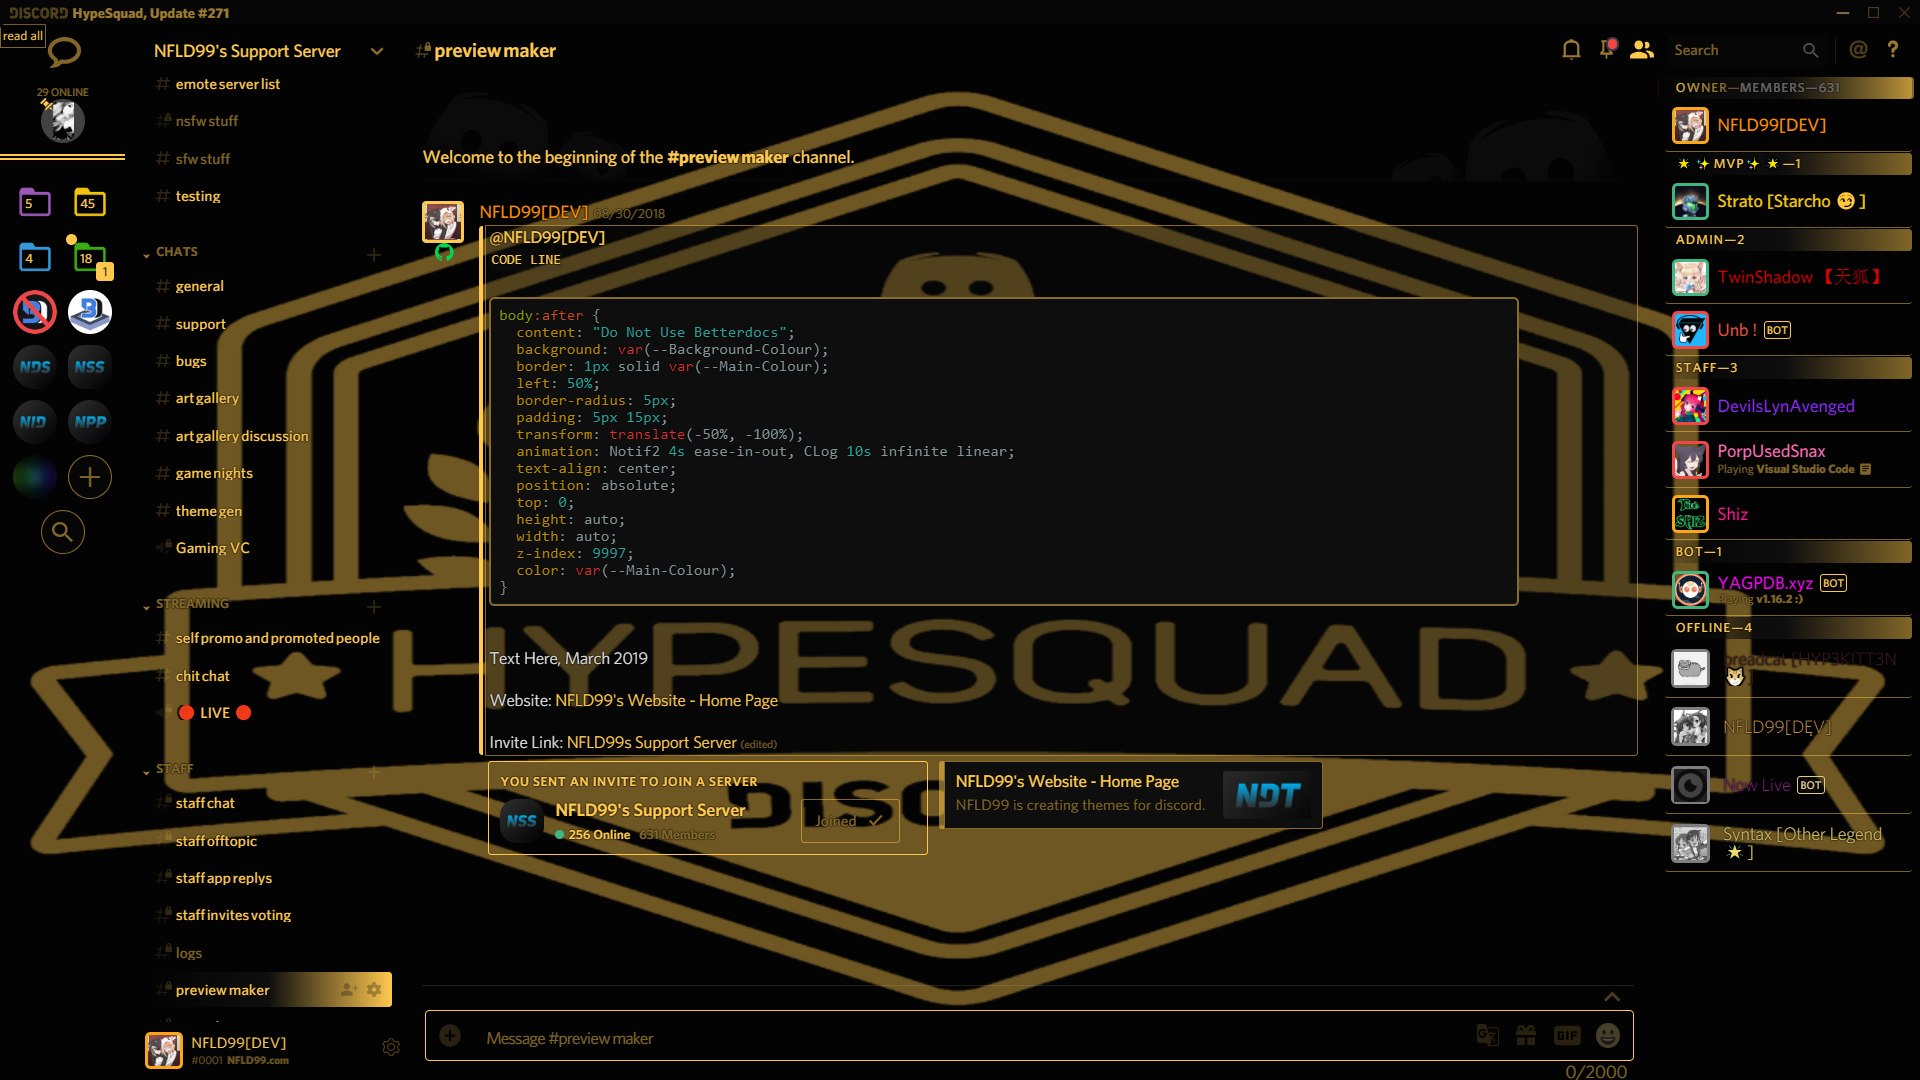 DISCORD HypeSquad, Update #271
read all
29 ONLINE
5
45
4
18
1
NDS
NSS
NID
NPP
NFLD99's Support Server
emote server list
nsfw stuff
sfw stuff
testing
CHATS
general
support
bugs
art gallery
art gallery discussion
game nights
theme gen
Gaming VC
STREAMING
self promo and promoted people
chit chat
🔴 LIVE 🔴
STAFF
staff chat
staff offtopic
staff app replys
staff invites voting
logs
preview maker
NFLD99[DEV]
#0001 NFLD99.com
# preview maker
Search
@ ?
Welcome to the beginning of the #preview maker channel.
NFLD99[DEV] 08/30/2018
@NFLD99[DEV]
CODE LINE
body:after {
content: "Do Not Use Betterdocs";
background: var(--Background-Colour);
border: 1px solid var(--Main-Colour);
left: 50%;
border-radius: 5px;
padding: 5px 15px;
transform: translate(-50%, -100%);
animation: Notif2 4s ease-in-out, CLog 10s infinite linear;
text-align: center;
position: absolute;
top: 0;
height: auto;
width: auto;
z-index: 9997;
color: var(--Main-Colour);
}
HYPESQUAD
Text Here, March 2019
Website: NFLD99's Website - Home Page
Invite Link: NFLD99s Support Server (edited)
YOU SENT AN INVITE TO JOIN A SERVER
NSS
NFLD99's Support Server
256 Online 631 Members
Joined
NFLD99's Website - Home Page
NFLD99 is creating themes for discord.
NDT
Message #preview maker
GIF
0/2000
OWNER—MEMBERS—631
NFLD99[DEV]
★ ✨ MVP ✨ ★ —1
Strato [Starcho 😏 ]
ADMIN—2
TwinShadow 【天狐】
Unb ! BOT
STAFF—3
DevilsLynAvenged
PorpUsedSnax
Playing Visual Studio Code
Shiz
The SHIZ
BOT—1
YAGPDB.xyz BOT
Playing v1.16.2 :)
OFFLINE—4
breadcat [HYP3KITT3N
NFLD99[DĘV]
Now Live BOT
Syntax [Other Legend
🌟 ]